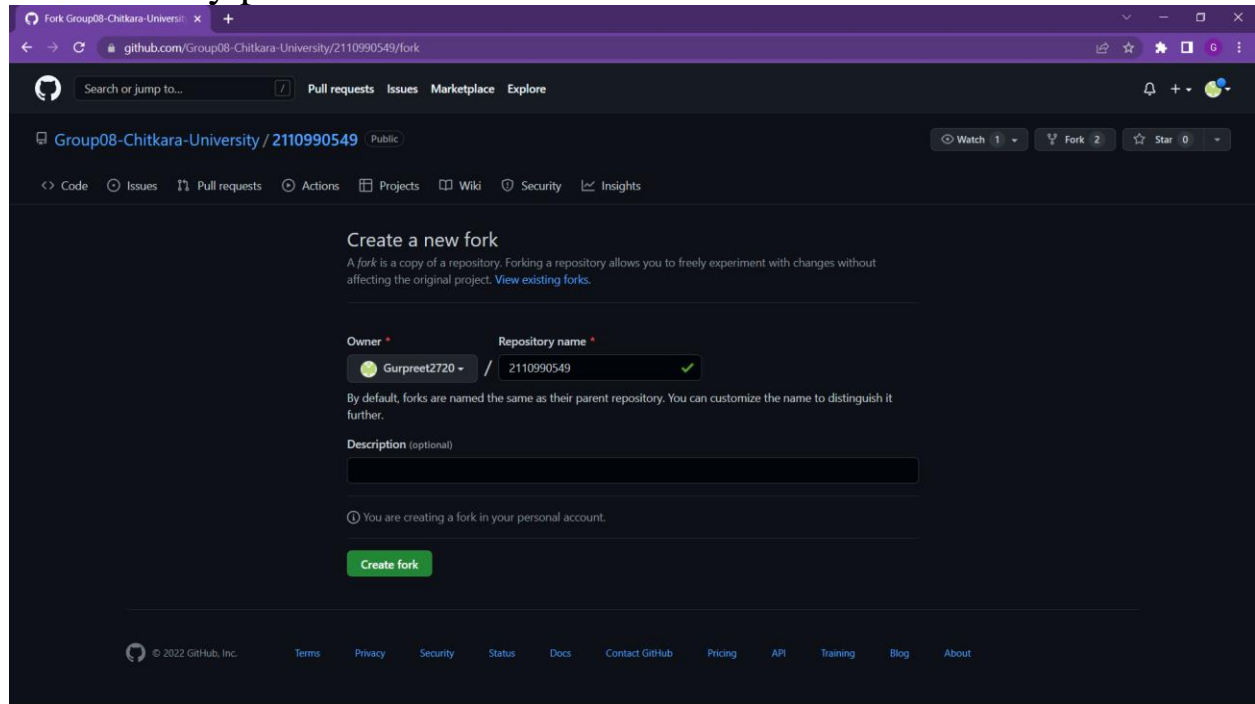 Fork Group08-Chitkara-Universit
github.com/Group08-Chitkara-University/2110990549/fork
G
Search or jump to... / Pull requests Issues Marketplace Explore
Group08-Chitkara-University / 2110990549 Public Watch 1 Fork 2 Star 0
<> Code Issues Pull requests Actions Projects Wiki Security Insights
Create a new fork
A fork is a copy of a repository. Forking a repository allows you to freely experiment with changes without
affecting the original project. View existing forks.
Owner * Repository name *
Gurpreet2720 / 2110990549
By default, forks are named the same as their parent repository. You can customize the name to distinguish it
further.
Description (optional)
You are creating a fork in your personal account.
Create fork
© 2022 GitHub, Inc. Terms Privacy Security Status Docs Contact GitHub Pricing API Training Blog About